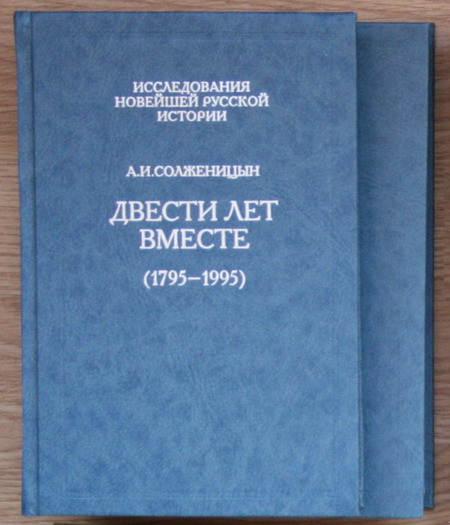 ИССЛЕДОВАНИЯ
НОВЕЙШЕЙ РУССКОЙ
ИСТОРИИ
А.И.СОЛЖЕНИЦЫН
ДВЕСТИ ЛЕТ
ВМЕСТЕ
(1795–1995)